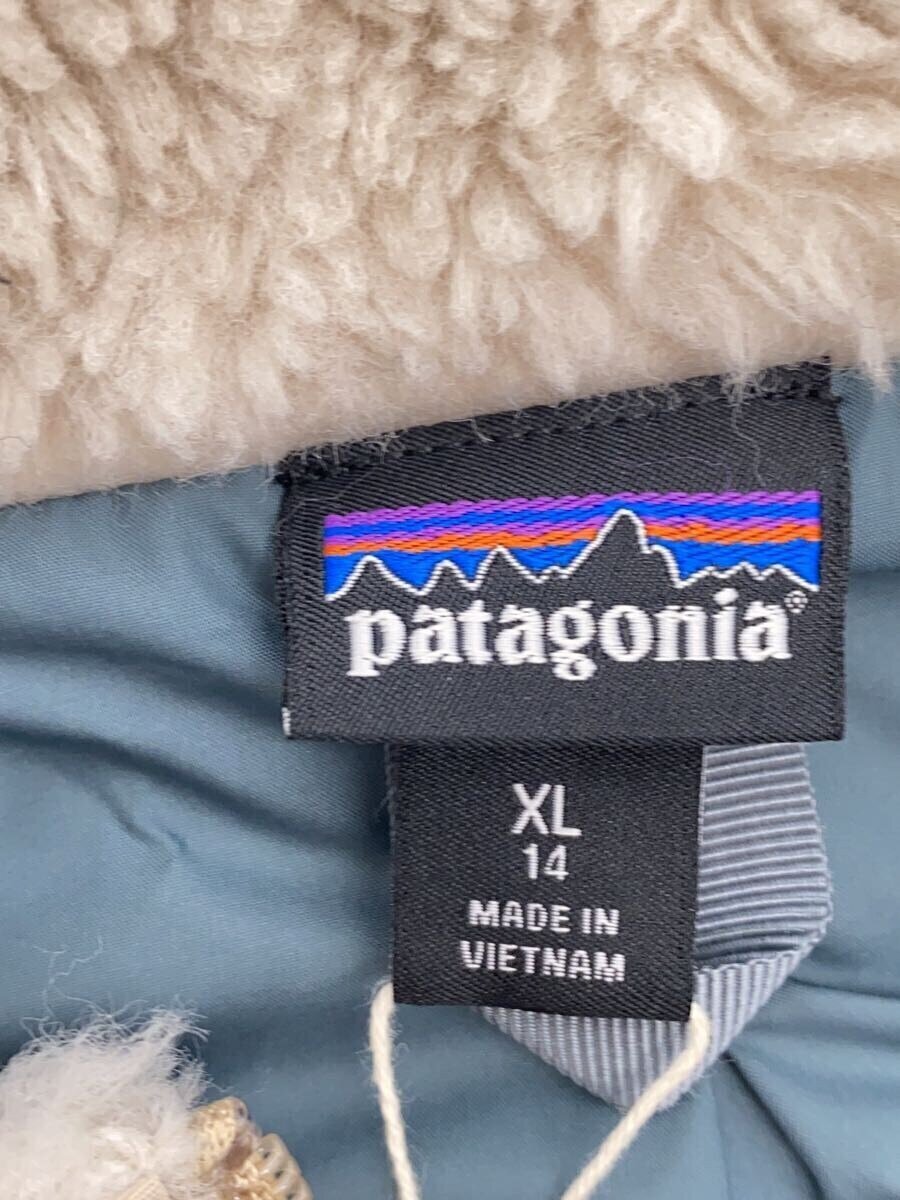 patagonia®
XL
14
MADE IN
VIETNAM